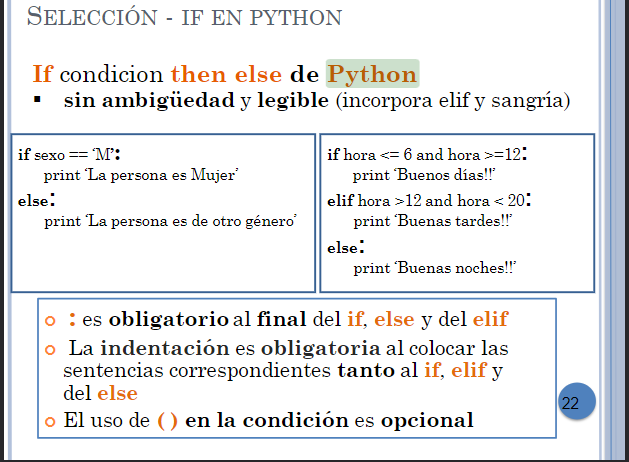 SELECCIÓN - IF EN PYTHON
If condicion then else de Python
▪ sin ambigüedad y legible (incorpora elif y sangría)
if sexo == ‘M’:
print ‘La persona es Mujer’
else:
print ‘La persona es de otro género’
if hora <= 6 and hora >=12:
print ‘Buenos días!!’
elif hora >12 and hora < 20:
print ‘Buenas tardes!!’
else:
print ‘Buenas noches!!’
: es obligatorio al final del if, else y del elif
La indentación es obligatoria al colocar las
sentencias correspondientes tanto al if, elif y
del else
El uso de ( ) en la condición es opcional
22